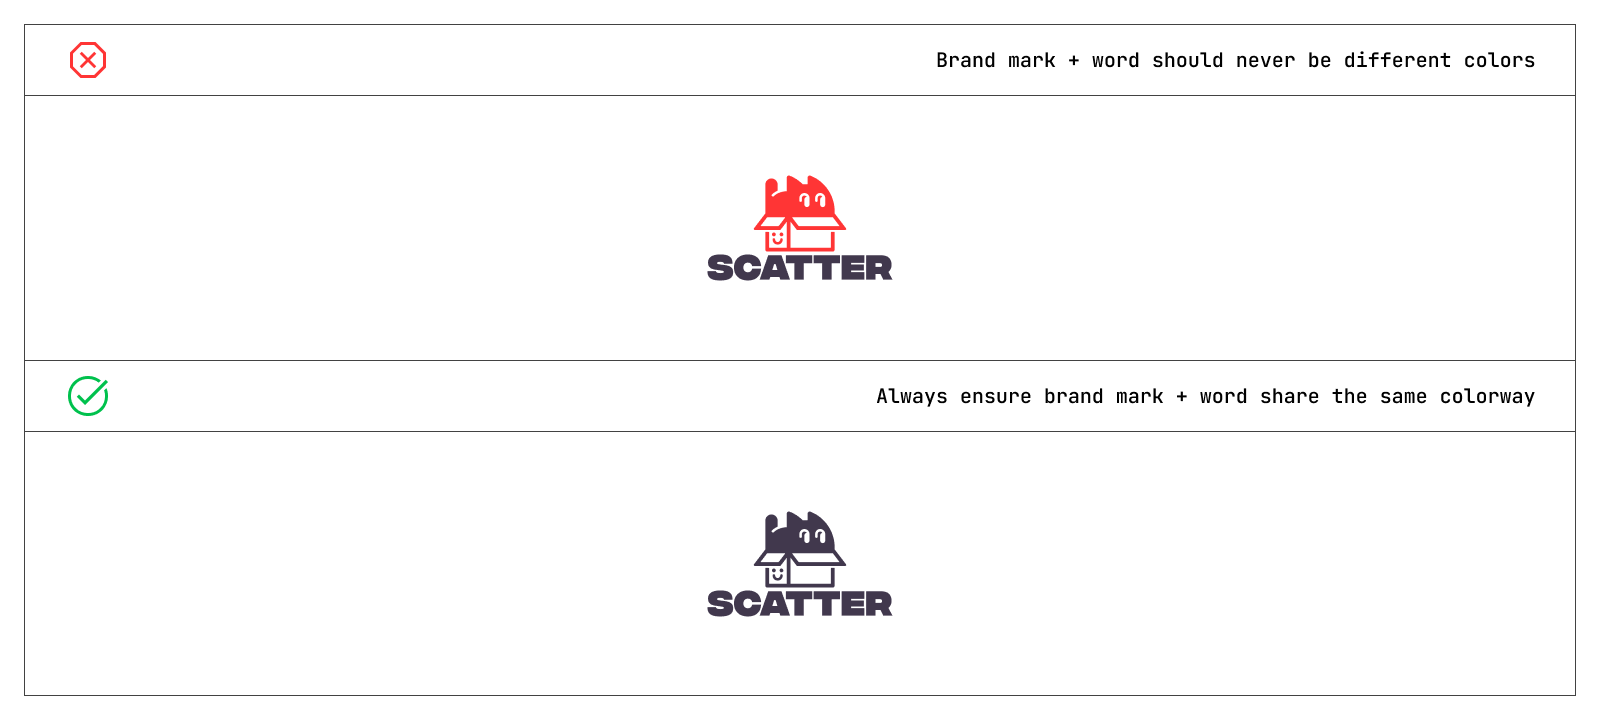 Brand mark + word should never be different colors
SCATTER
Always ensure brand mark + word share the same colorway
SCATTER